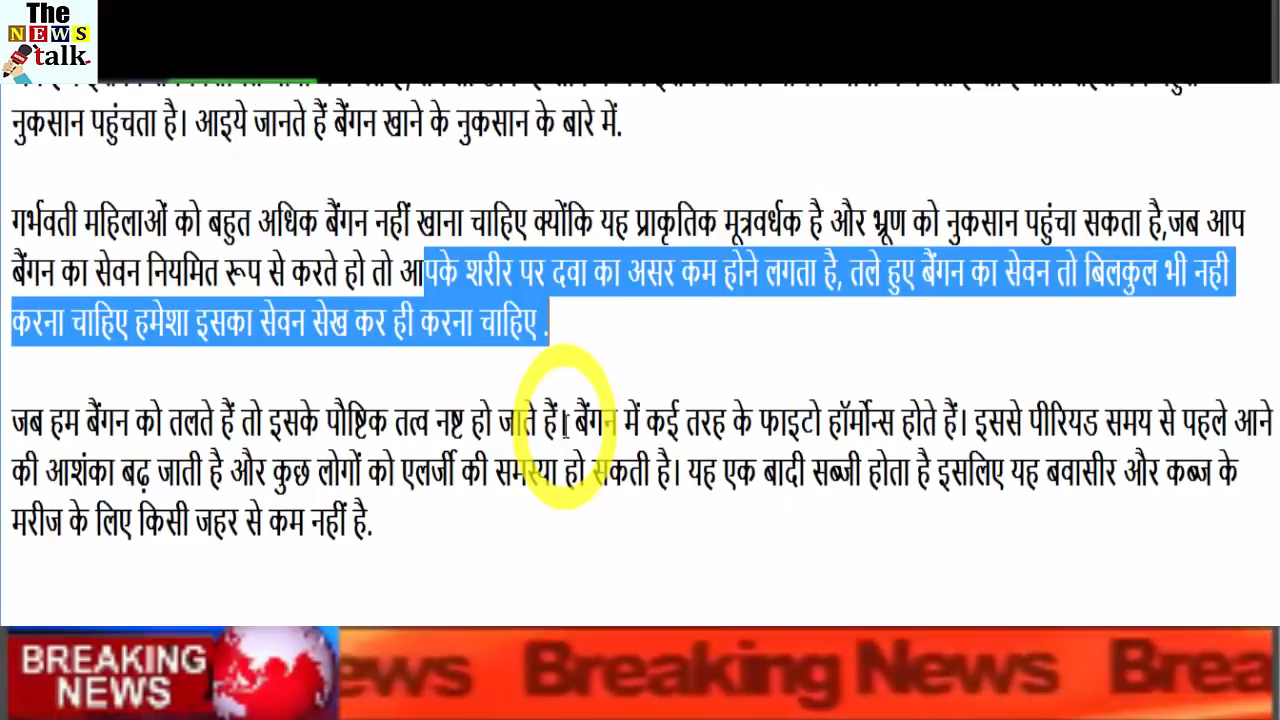 The
NEWS
talk.
नुकसान पहुंचता है। आइये जानते हैं बैंगन खाने के नुकसान के बारे में.
गर्भवती महिलाओं को बहुत अधिक बैंगन नहीं खाना चाहिए क्योंकि यह प्राकृतिक मूत्रवर्धक है और भ्रूण को नुकसान पहुंचा सकता है,जब आप
बैंगन का सेवन नियमित रूप से करते हो तो आपके शरीर पर दवा का असर कम होने लगता है, तले हुए बैंगन का सेवन तो बिलकुल भी नही
करना चाहिए हमेशा इसका सेवन सेख कर ही करना चाहिए .
जब हम बैंगन को तलते हैं तो इसके पौष्टिक तत्व नष्ट हो जाते हैं। बैंगन में कई तरह के फाइटो हॉर्मोन्स होते हैं। इससे पीरियड समय से पहले आने
की आशंका बढ़ जाती है और कुछ लोगों को एलर्जी की समस्या हो सकती है। यह एक बादी सब्जी होता है इसलिए यह बवासीर और कब्ज के
मरीज के लिए किसी जहर से कम नहीं है.
BREAKING
NEWS
ews Breaking News Brea